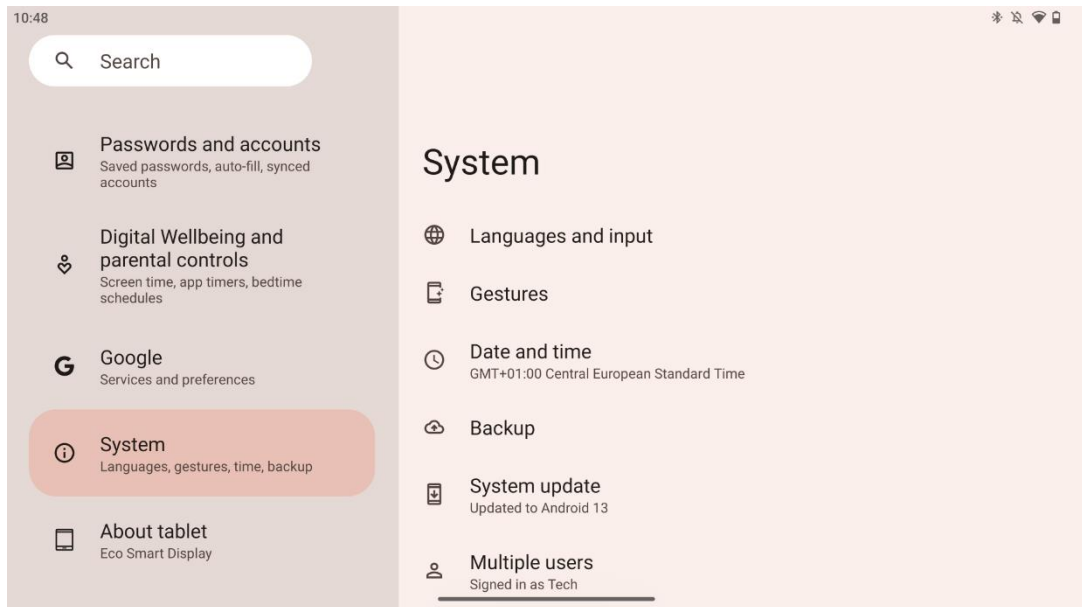 10:48
Search
Passwords and accounts
Saved passwords, auto-fill, synced
accounts
Digital Wellbeing and
parental controls
Screen time, app timers, bedtime
schedules
Google
Services and preferences
System
Languages, gestures, time, backup
About tablet
Eco Smart Display
System
Languages and input
Gestures
Date and time
GMT+01:00 Central European Standard Time
Backup
System update
Updated to Android 13
Multiple users
Signed in as Tech